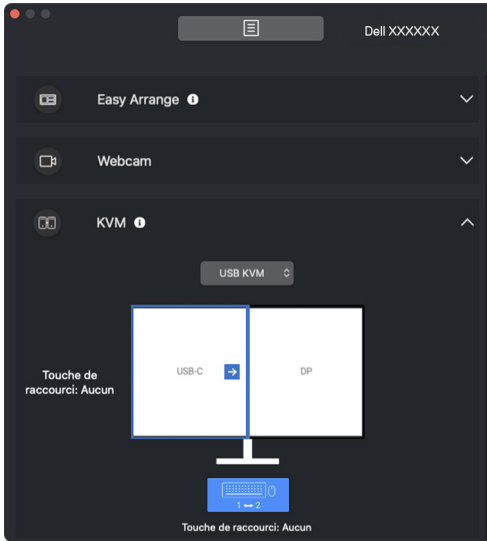 Dell XXXXXX
Easy Arrange
Webcam
KVM
USB KVM
USB-C
DP
Touche de
raccourci: Aucun
1 ↔ 2
Touche de raccourci: Aucun